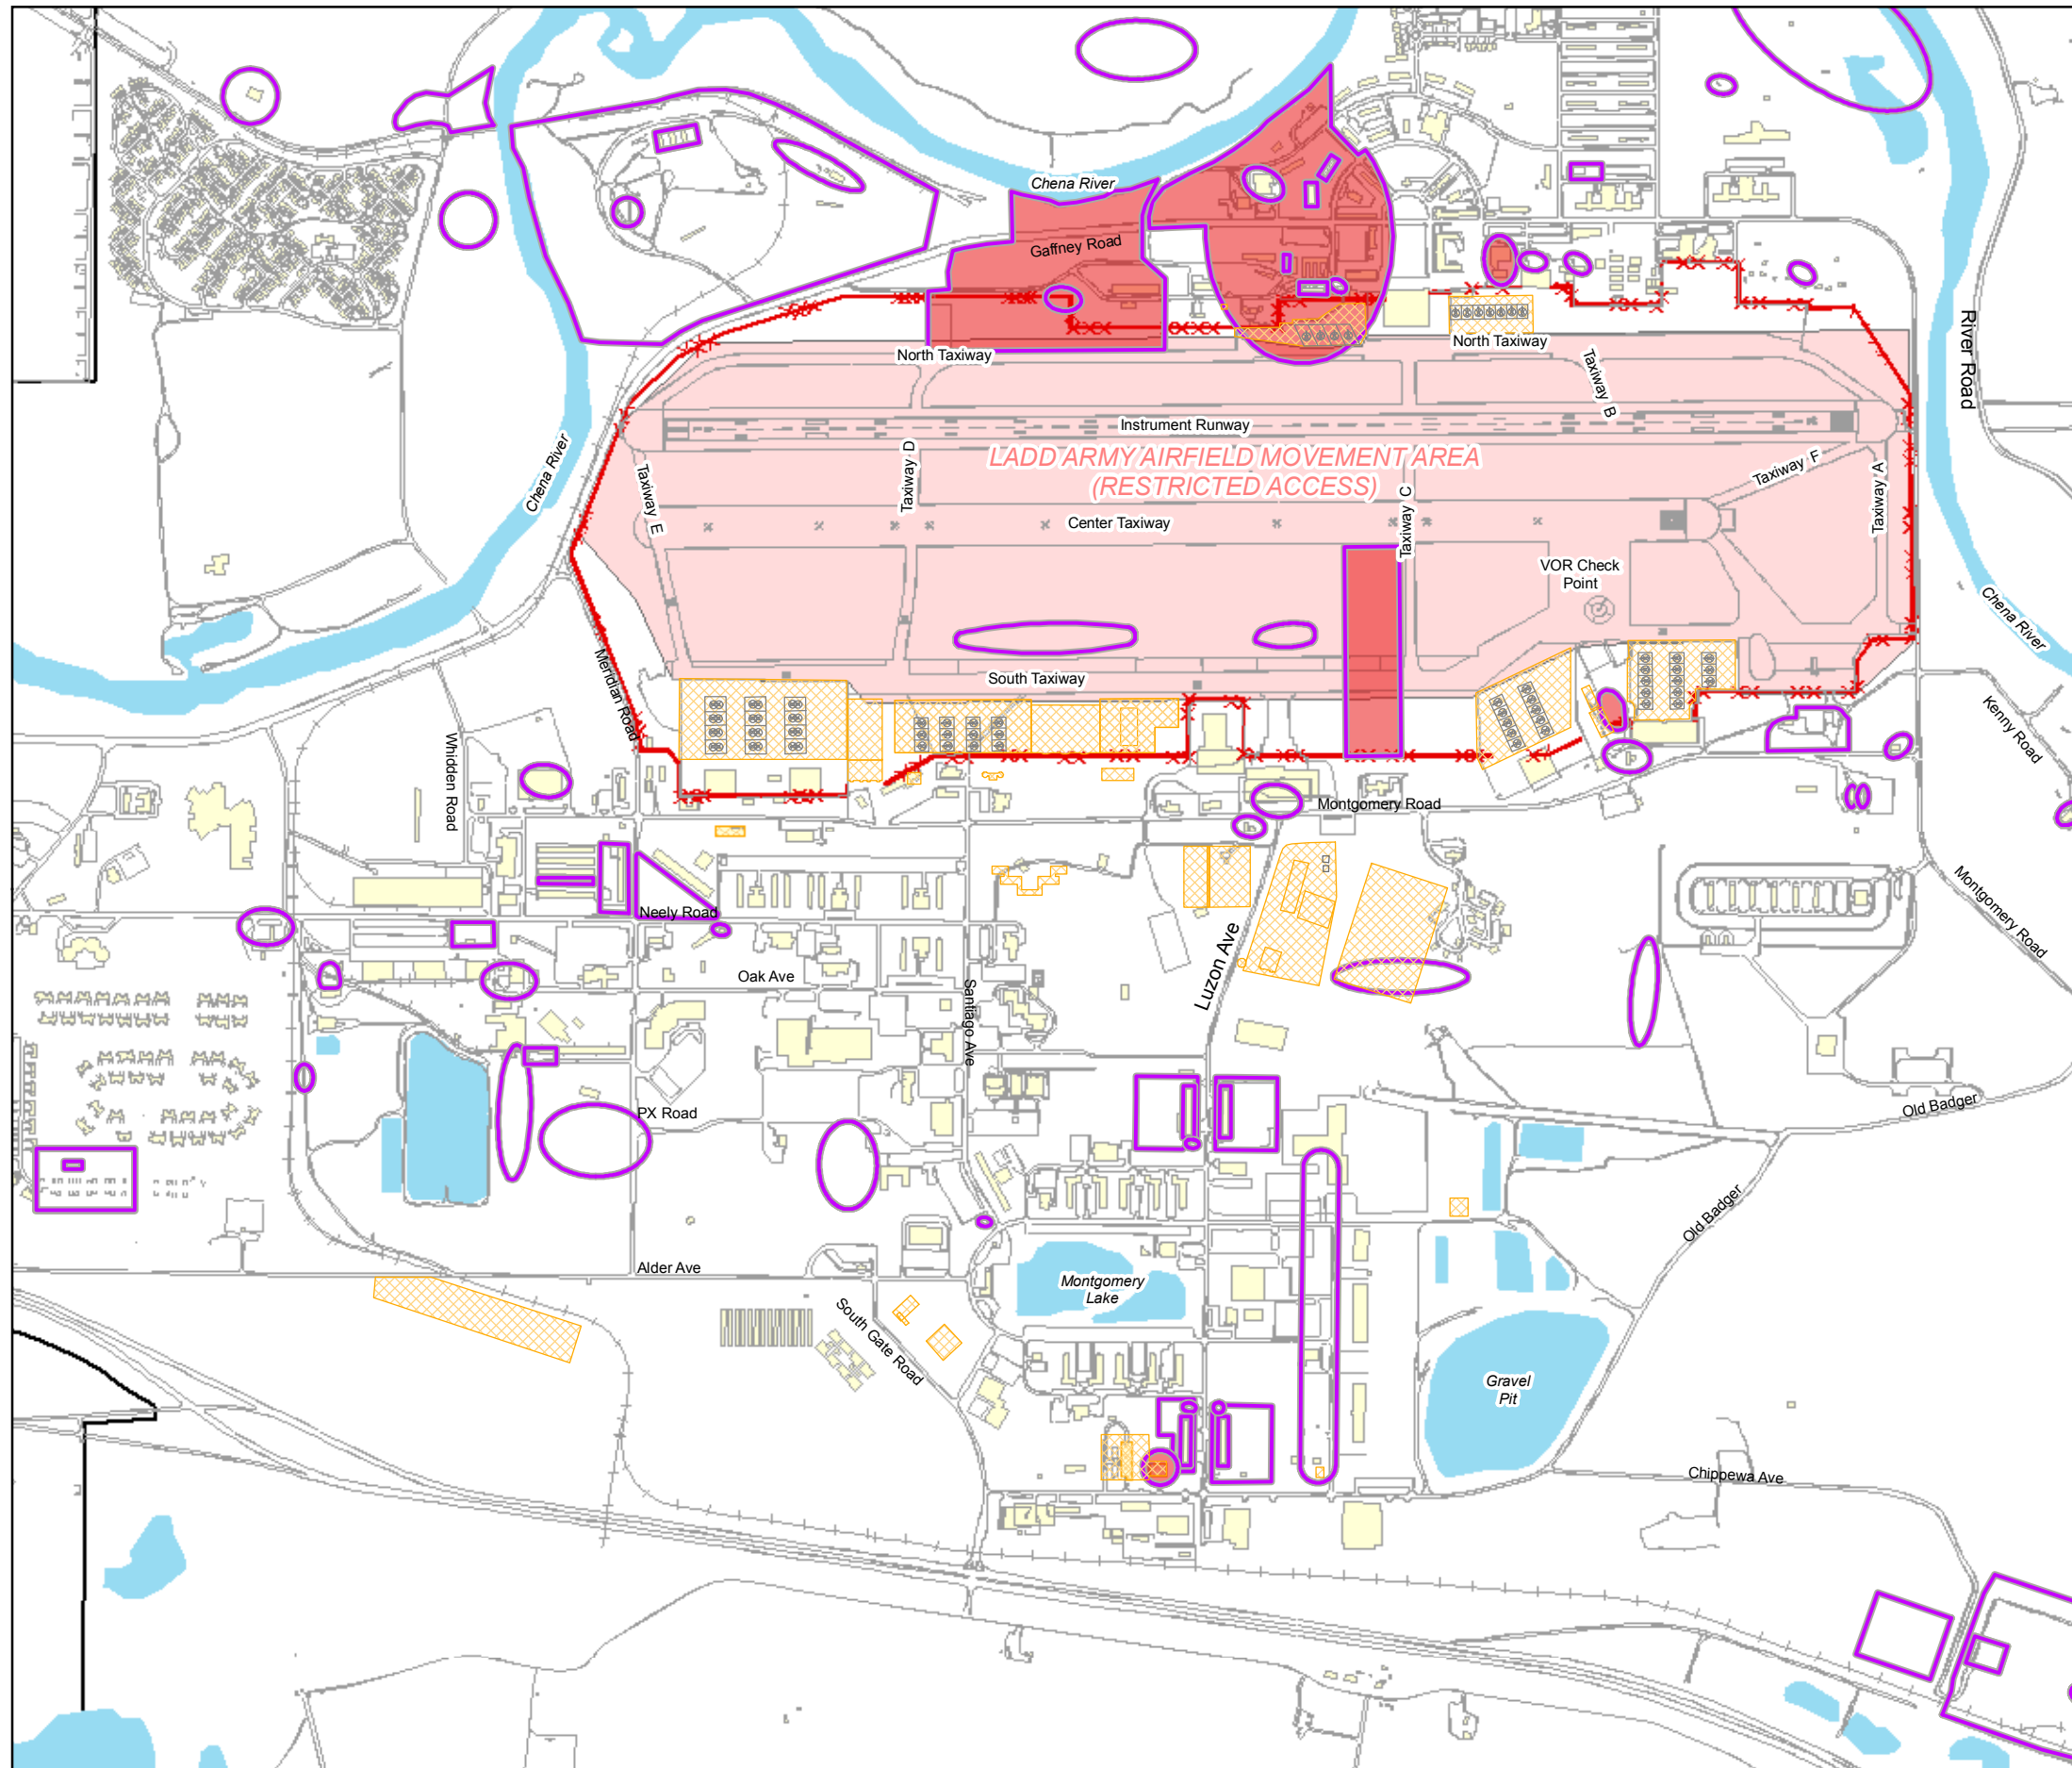 Chena River
Gaffney Road
North Taxiway
North Taxiway
River Road
Taxiway B
Instrument Runway
LADD ARMY AIRFIELD MOVEMENT AREA
(RESTRICTED ACCESS)
Chena River
Taxiway E
Taxiway D
Taxiway C
Taxiway F
Taxiway A
Center Taxiway
VOR Check
Point
Chena River
Meridian Road
South Taxiway
Kenny Road
Whidden Road
Montgomery Road
Montgomery Road
Neely Road
Luzon Ave
Oak Ave
Santiago Ave
PX Road
Old Badger
Old Badger
Alder Ave
Montgomery
Lake
South Gate Road
Gravel
Pit
Chippewa Ave